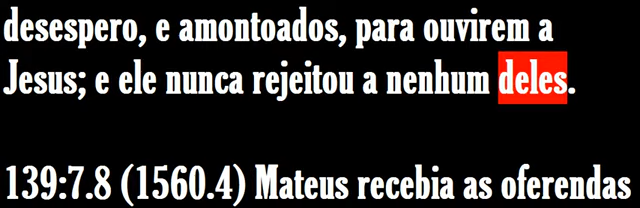 desespero, e amontoados, para ouvirem a
Jesus; e ele nunca rejeitou a nenhum deles.
139:7.8 (1560.4) Mateus recebia as oferendas